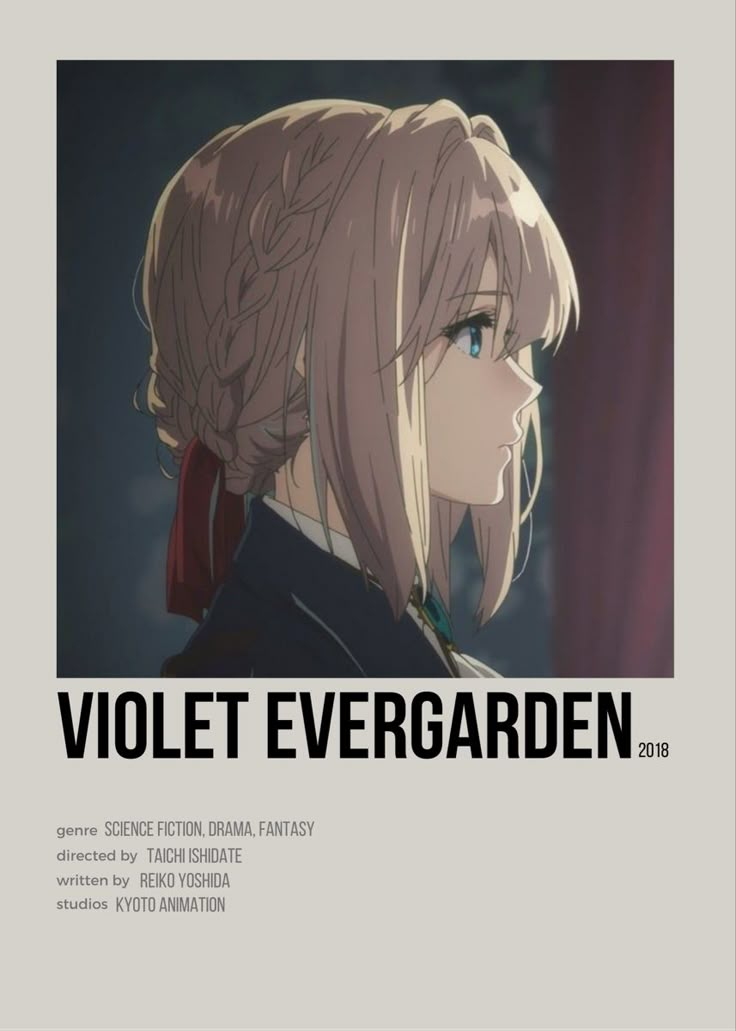 VIOLET EVERGARDEN 2018
genre SCIENCE FICTION, DRAMA, FANTASY
directed by TAICHI ISHIDATE
written by REIKO YOSHIDA
studios KYOTO ANIMATION